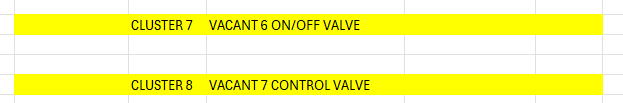 CLUSTER 7 VACANT 6 ON/OFF VALVE
CLUSTER 8 VACANT 7 CONTROL VALVE